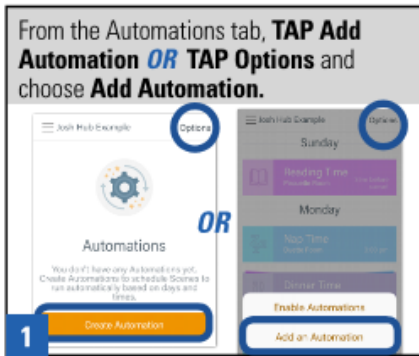 From the Automations tab, TAP Add
Automation OR TAP Options and
choose Add Automation.
Josh Hub Example
Options
Automations
You don't have any Automations yet.
Create Automations to schedule Scenes to
run automatically based on days and
times.
Create Automation
1
OR
Josh Hub Example
Options
Sunday
Reading Time
Monday
Nap Time
Dinner Time
Enable Automations
Add an Automation